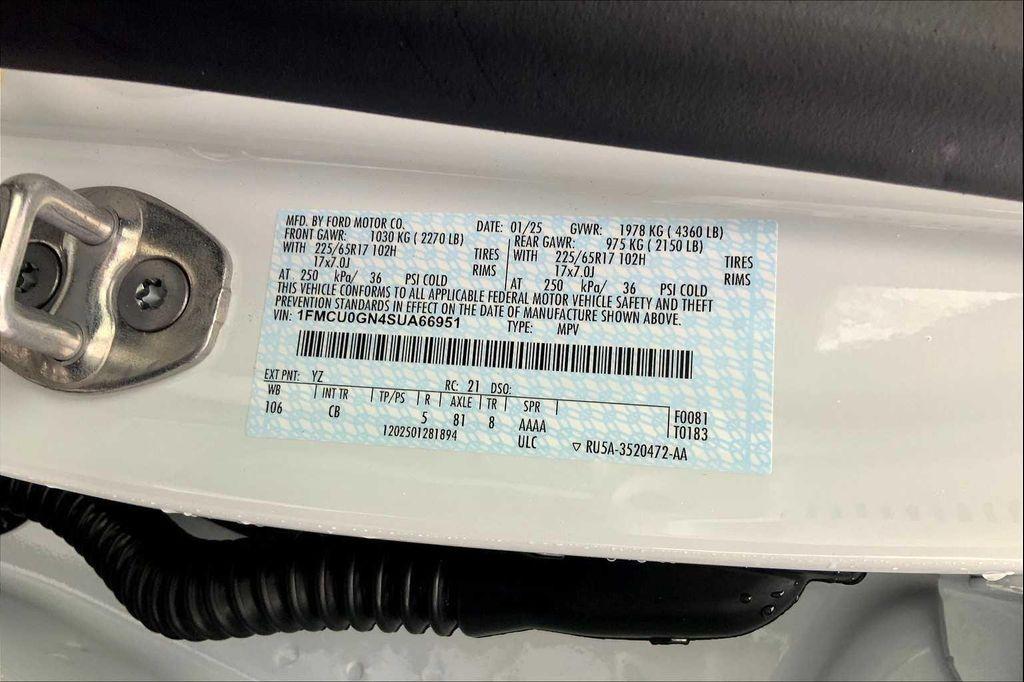 MFD. BY FORD MOTOR CO. DATE: 01/25 GVWR: 1978 KG ( 4360 LB)
FRONT GAWR: 1030 KG ( 2270 LB) REAR GAWR: 975 KG ( 2150 LB)
WITH 225/65R17 102H TIRES WITH 225/65R17 102H TIRES
17x7.0J RIMS 17x7.0J RIMS
AT 250 kPa/ 36 PSI COLD AT 250 kPa/ 36 PSI COLD
THIS VEHICLE CONFORMS TO ALL APPLICABLE FEDERAL MOTOR VEHICLE SAFETY AND THEFT
PREVENTION STANDARDS IN EFFECT ON THE DATE OF MANUFACTURE SHOWN ABOVE.
VIN: 1FMCU0GN4SUA66951 TYPE: MPV
EXT PNT: YZ RC: 21 DSO:
WB INT TR TP/PS R AXLE TR SPR F0081
106 CB 5 81 8 AAAA T0183
1202501281894 ULC ▽ RU5A-3520472-AA